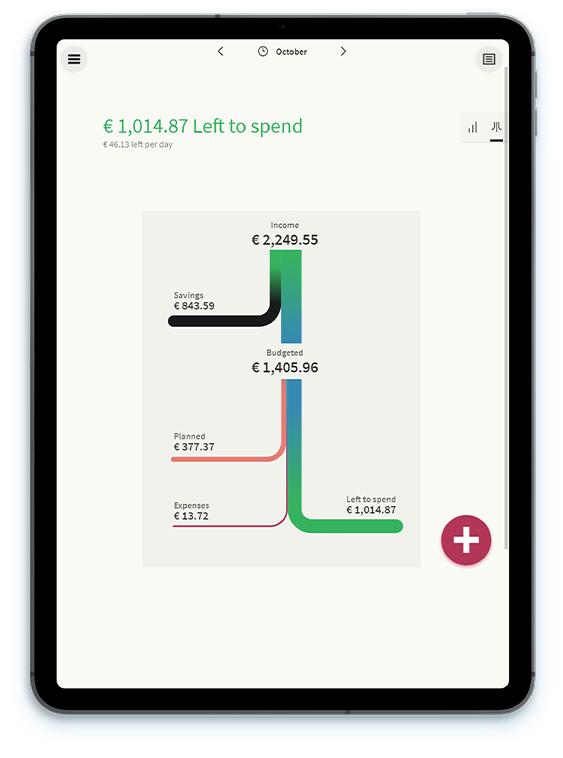 October
€ 1,014.87 Left to spend
€ 46.13 left per day
Income
€ 2,249.55
Savings
€ 843.59
Budgeted
€ 1,405.96
Planned
€ 377.37
Expenses
€ 13.72
Left to spend
€ 1,014.87